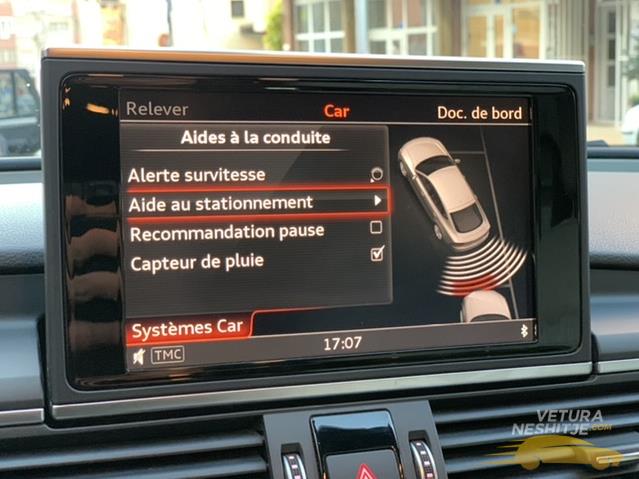 Relever Car Doc. de bord
Aides à la conduite
Alerte survitesse
Aide au stationnement
Recommandation pause
Capteur de pluie
Systèmes Car
TMC 17:07
VETURA
NESHITJE.COM